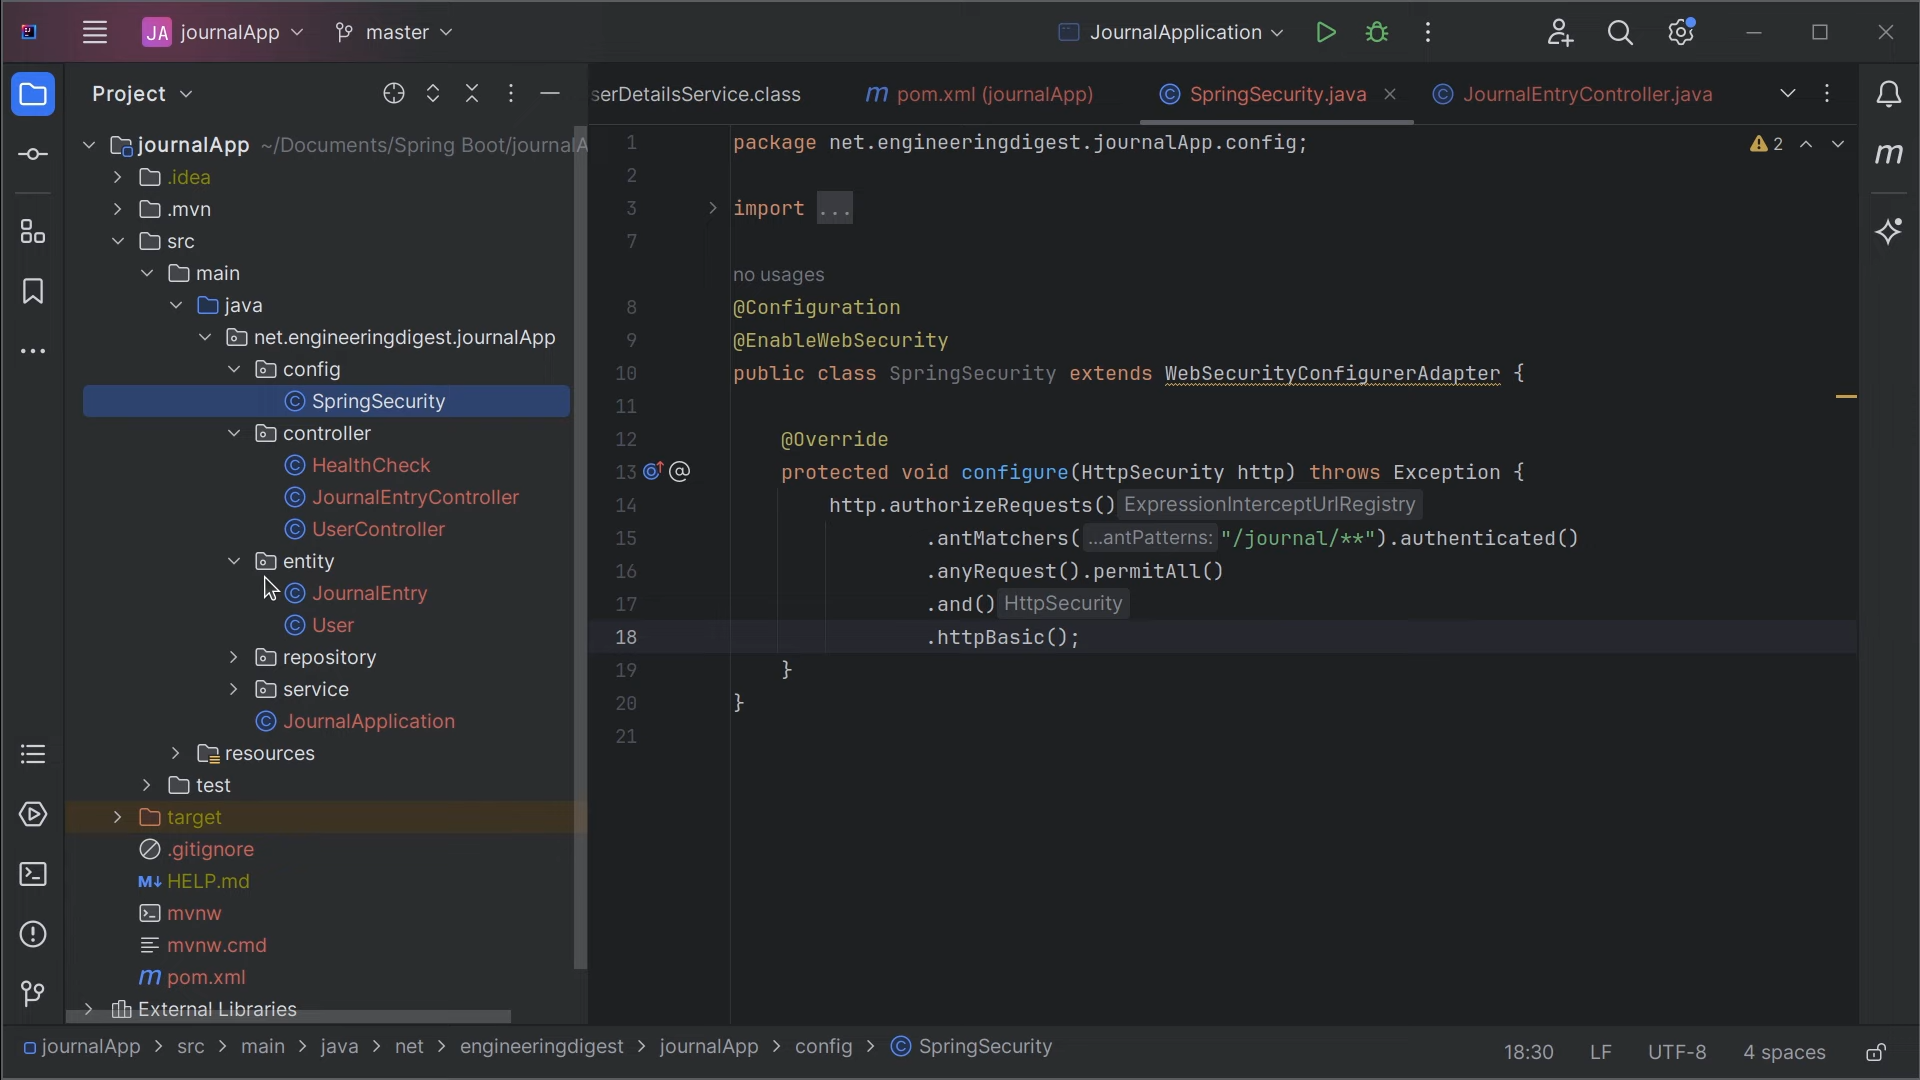 JA journalApp master JournalApplication
Project
serDetailsService.class pom.xml (journalApp) SpringSecurity.java JournalEntryController.java
journalApp ~/Documents/Spring Boot/journalA
.idea
.mvn
src
main
java
net.engineeringdigest.journalApp
config
SpringSecurity
controller
HealthCheck
JournalEntryController
UserController
entity
JournalEntry
User
repository
service
JournalApplication
resources
test
target
.gitignore
M↓ HELP.md
mvnw
mvnw.cmd
m pom.xml
External Libraries
1 package net.engineeringdigest.journalApp.config;
2
3 import ...
7
no usages
8 @Configuration
9 @EnableWebSecurity
10 public class SpringSecurity extends WebSecurityConfigurerAdapter {
11
12 @Override
13 protected void configure(HttpSecurity http) throws Exception {
14 http.authorizeRequests() ExpressionInterceptUrlRegistry
15 .antMatchers( ...antPatterns: "/journal/**").authenticated()
16 .anyRequest().permitAll()
17 .and() HttpSecurity
18 .httpBasic();
19 }
20 }
21
2
journalApp > src > main > java > net > engineeringdigest > journalApp > config > SpringSecurity
18:30 LF UTF-8 4 spaces